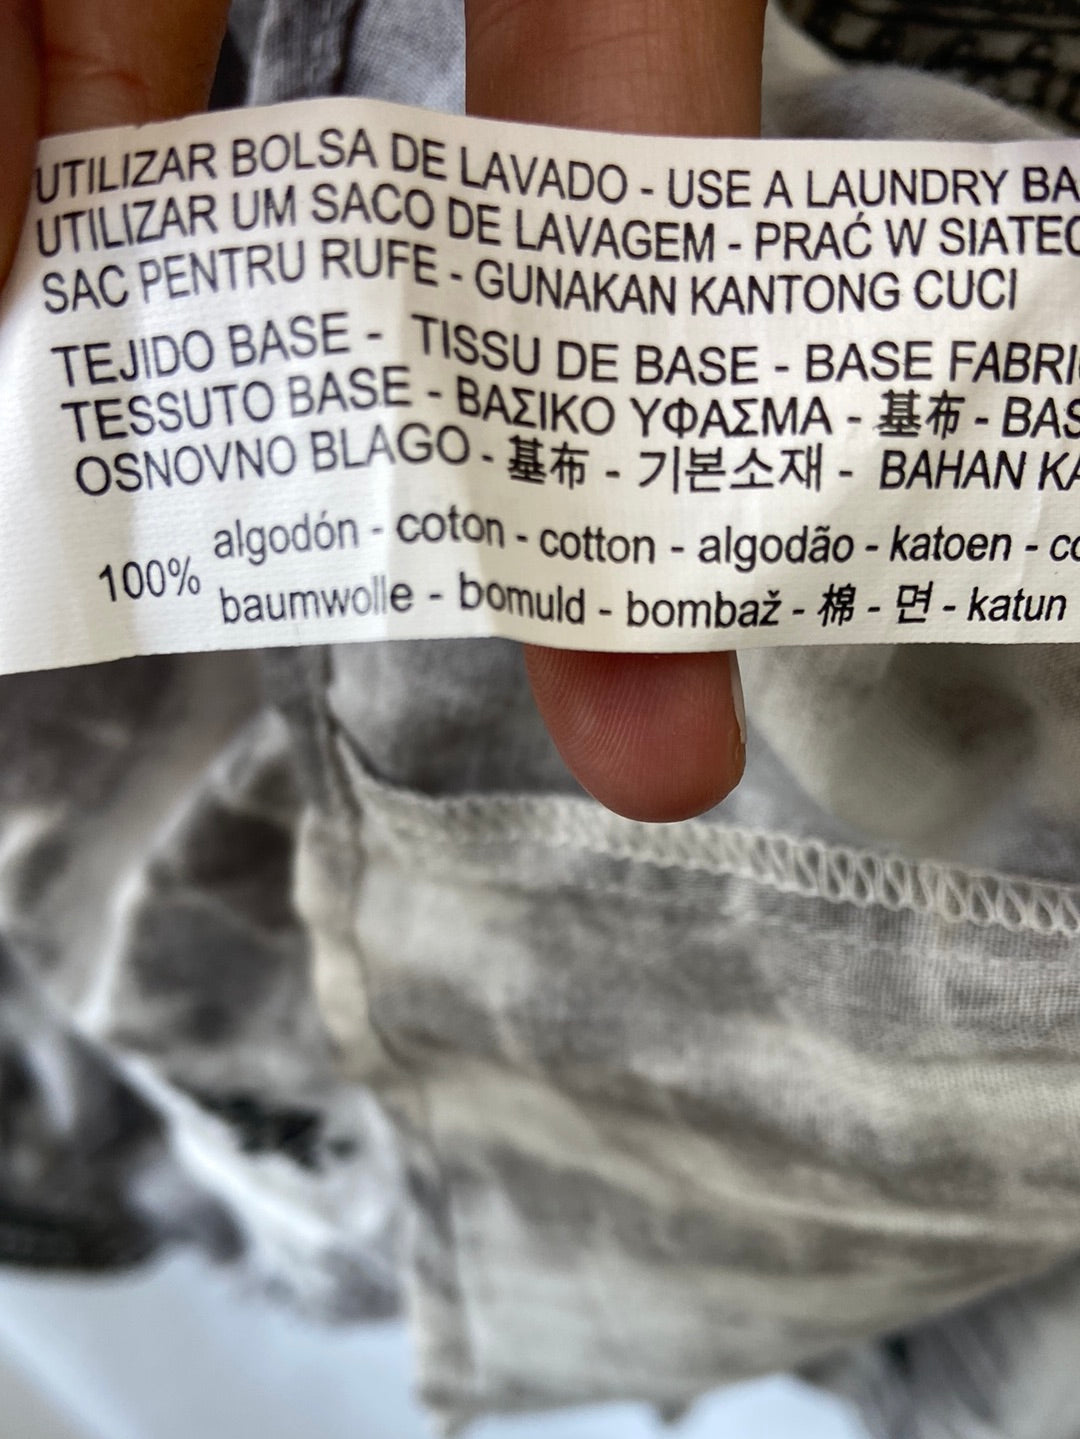 UTILIZAR BOLSA DE LAVADO - USE A LAUNDRY BA
UTILIZAR UM SACO DE LAVAGEM - PRAĆ W SIATEC
SAC PENTRU RUFE - GUNAKAN KANTONG CUCI
TEJIDO BASE - TISSU DE BASE - BASE FABRI
TESSUTO BASE - ΒΑΣΙΚΟ ΥΦΑΣΜΑ - 基布 - BAS
OSNOVNO BLAGO - 基布 - 기본소재 - BAHAN KA
100% algodón - coton - cotton - algodão - katoen - co
baumwolle - bomuld - bombaž - 棉 - 면 - katun